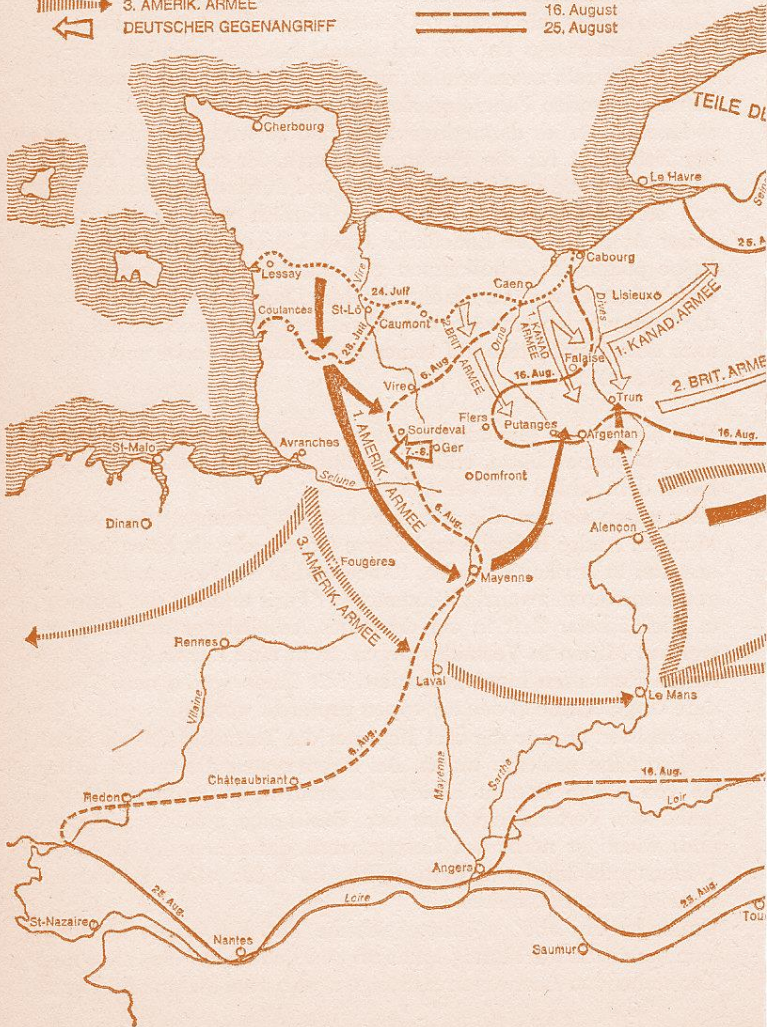 3. AMERIK. ARMEE
DEUTSCHER GEGENANGRIFF
16. August
25. August
Cherbourg
TEILE DE
Le Havre
Seine
25. A
Cabourg
Lessay
Vire
24. Juli
Caen
Lisieux
Dives
Coutances
St-Lô
28. Juli
Caumont
2. BRIT. ARMEE
Orne
1. KANAD. ARMEE
1. KANAD. ARMEE
Falaise
6. Aug.
16. Aug.
2. BRIT. ARME
Vire
Trun
Flers
Putanges
Sourdeval
Argentan
16. Aug.
1. AMERIK. ARMEE
7.-8.
Ger
St-Malo
Avranches
Selune
Domfront
6. Aug.
Dinan
Alençon
3. AMERIK. ARMEE
Fougères
Mayenne
Rennes
Laval
Le Mans
Vilaine
6. Aug.
Mayenne
Sarthe
16. Aug.
Châteaubriant
Redon
Loir
Angers
25. Aug.
Loire
25. Aug.
St-Nazaire
Nantes
Saumur
Tou